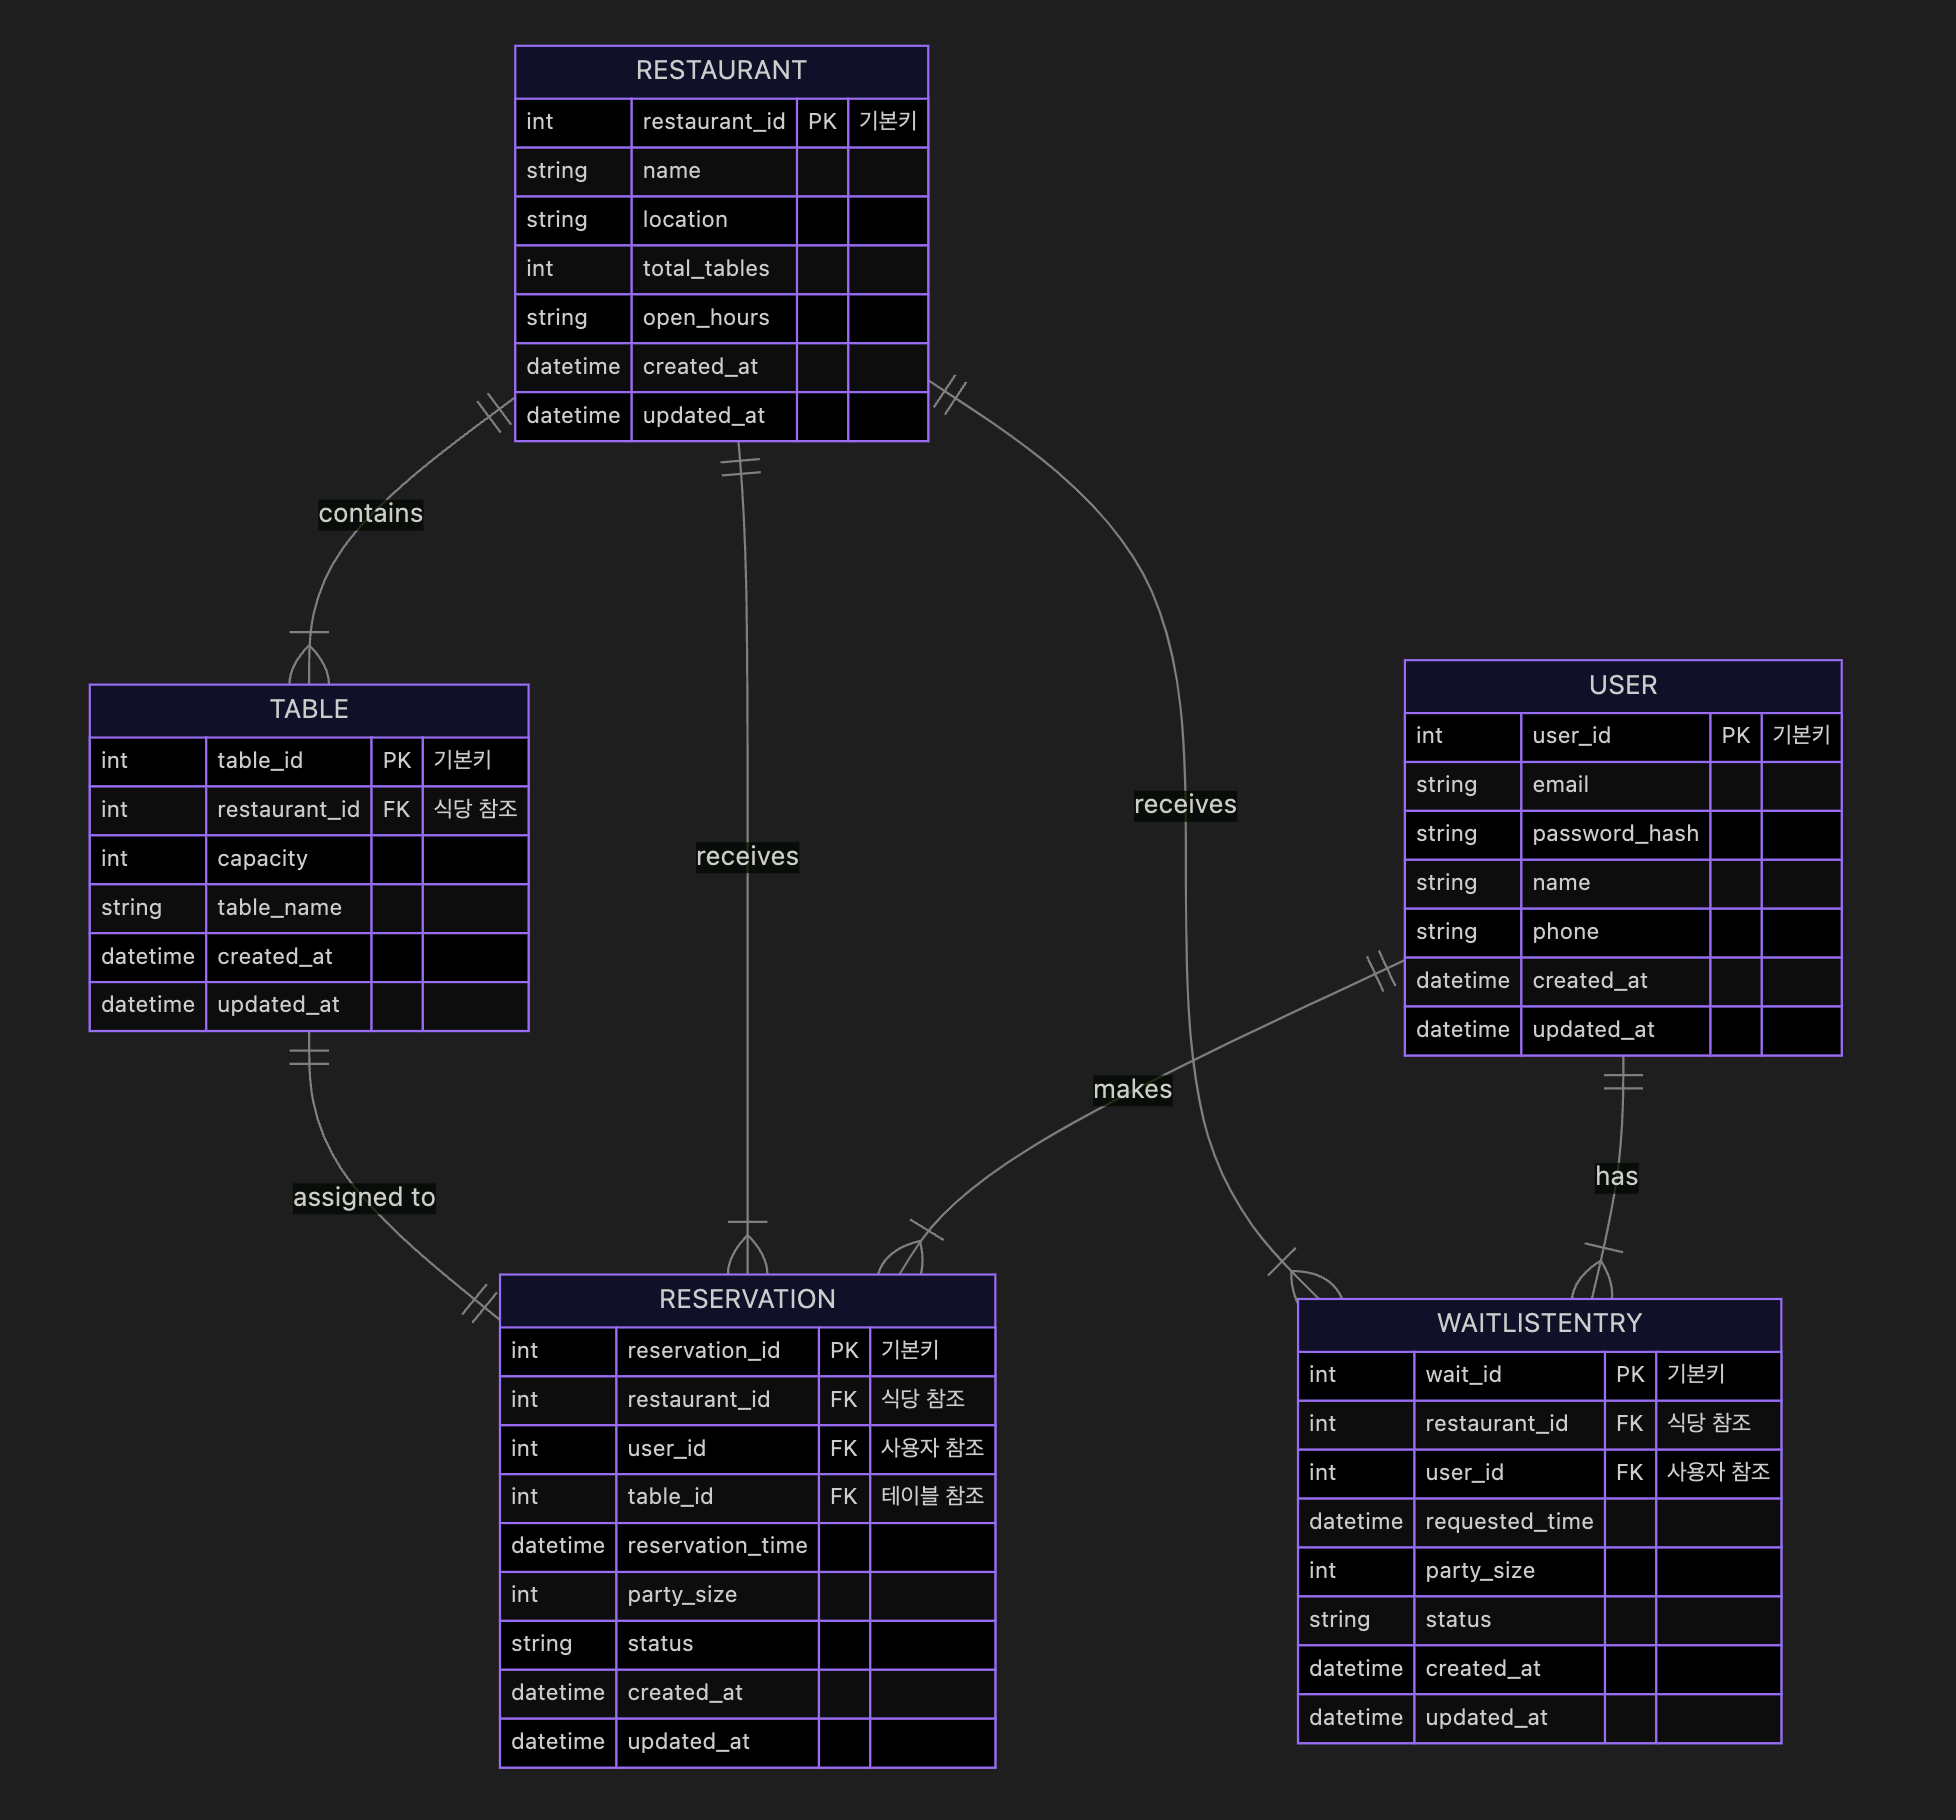 RESTAURANT
int restaurant_id PK 기본키
string name
string location
int total_tables
string open_hours
datetime created_at
datetime updated_at
contains
receives
receives
TABLE
int table_id PK 기본키
int restaurant_id FK 식당 참조
int capacity
string table_name
datetime created_at
datetime updated_at
USER
int user_id PK 기본키
string email
string password_hash
string name
string phone
datetime created_at
datetime updated_at
makes
has
assigned to
RESERVATION
int reservation_id PK 기본키
int restaurant_id FK 식당 참조
int user_id FK 사용자 참조
int table_id FK 테이블 참조
datetime reservation_time
int party_size
string status
datetime created_at
datetime updated_at
WAITLISTENTRY
int wait_id PK 기본키
int restaurant_id FK 식당 참조
int user_id FK 사용자 참조
datetime requested_time
int party_size
string status
datetime created_at
datetime updated_at